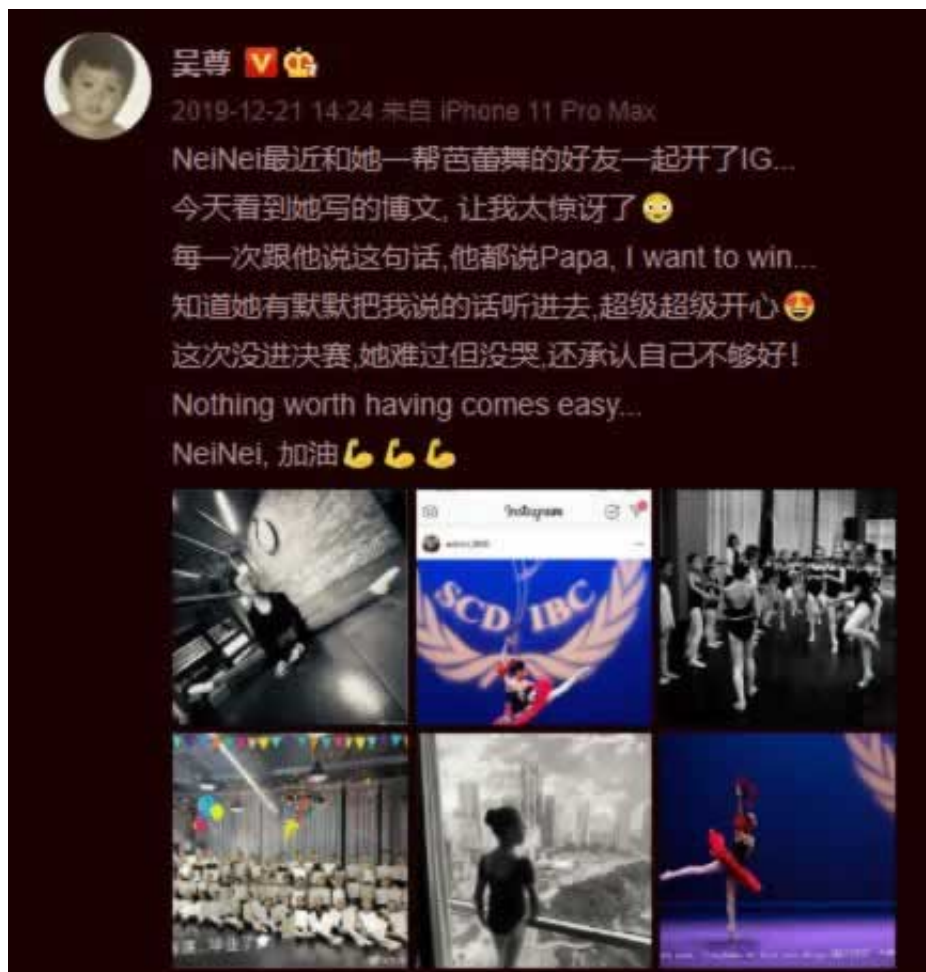 吴尊
2019-12-21 14:24 来自 iPhone 11 Pro Max
NeiNei最近和她一帮芭蕾舞的好友一起开了IG...
今天看到她写的博文, 让我太惊讶了
每一次跟他说这句话,他都说Papa, I want to win...
知道她有默默把我说的话听进去,超级超级开心
这次没进决赛,她难过但没哭,还承认自己不够好!
Nothing worth having comes easy...
NeiNei, 加油
Instagram
SCD IBC